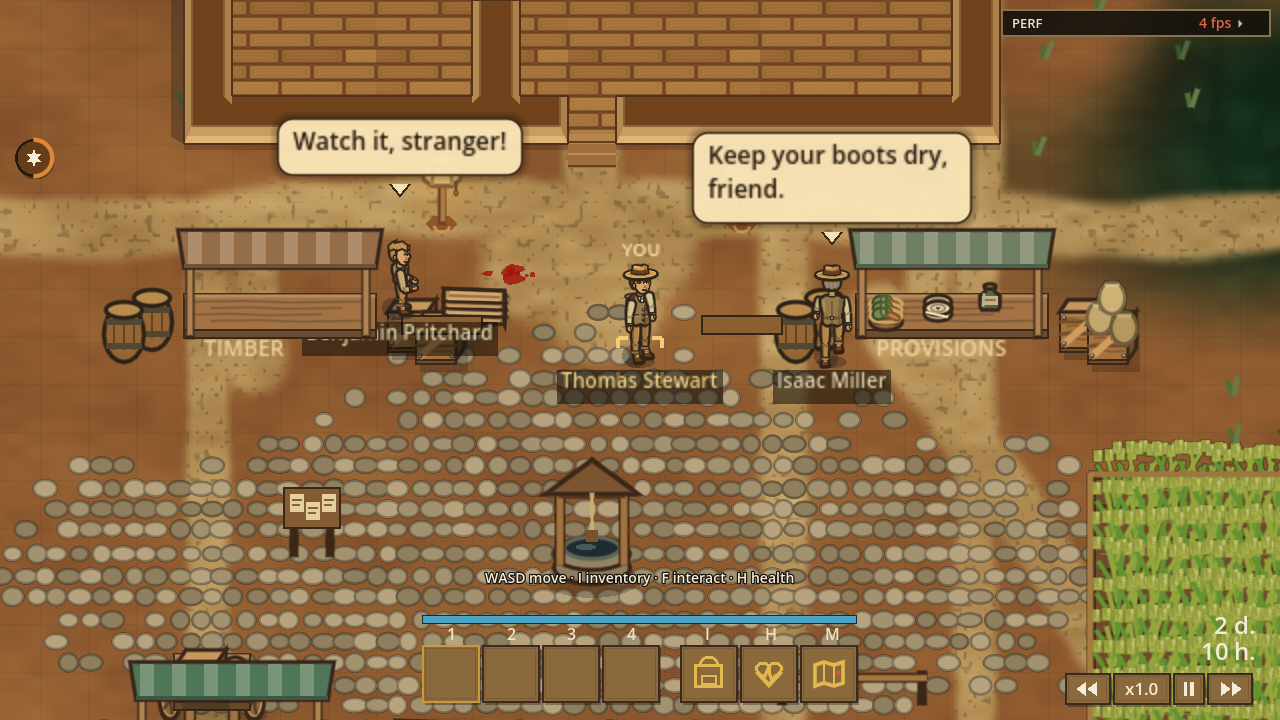 PERF
4 fps
Watch it, stranger!
Keep your boots dry,
friend.
YOU
in Pritchard
TIMBER
PROVISIONS
Thomas Stewart
Isaac Miller
WASD move · I inventory · F interact · H health
1 2 3 4 I H M
2 d.
10 h.
x1.0